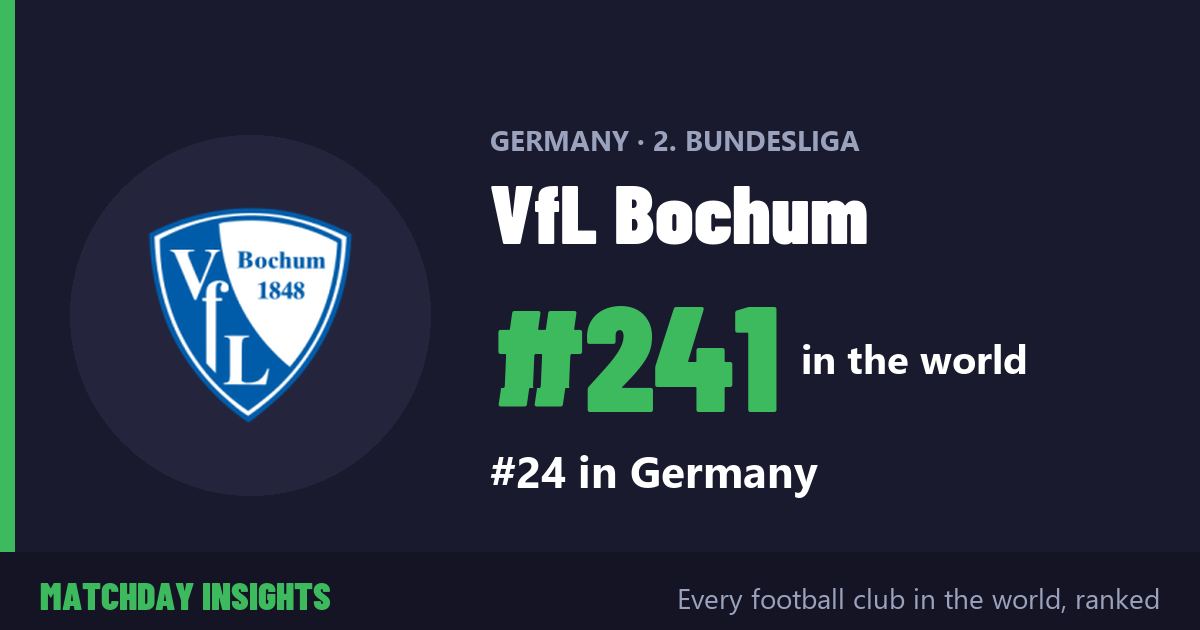 GERMANY · 2. BUNDESLIGA
VfL Bochum
VfL
Bochum
1848
#241 in the world
#24 in Germany
MATCHDAY INSIGHTS
Every football club in the world, ranked